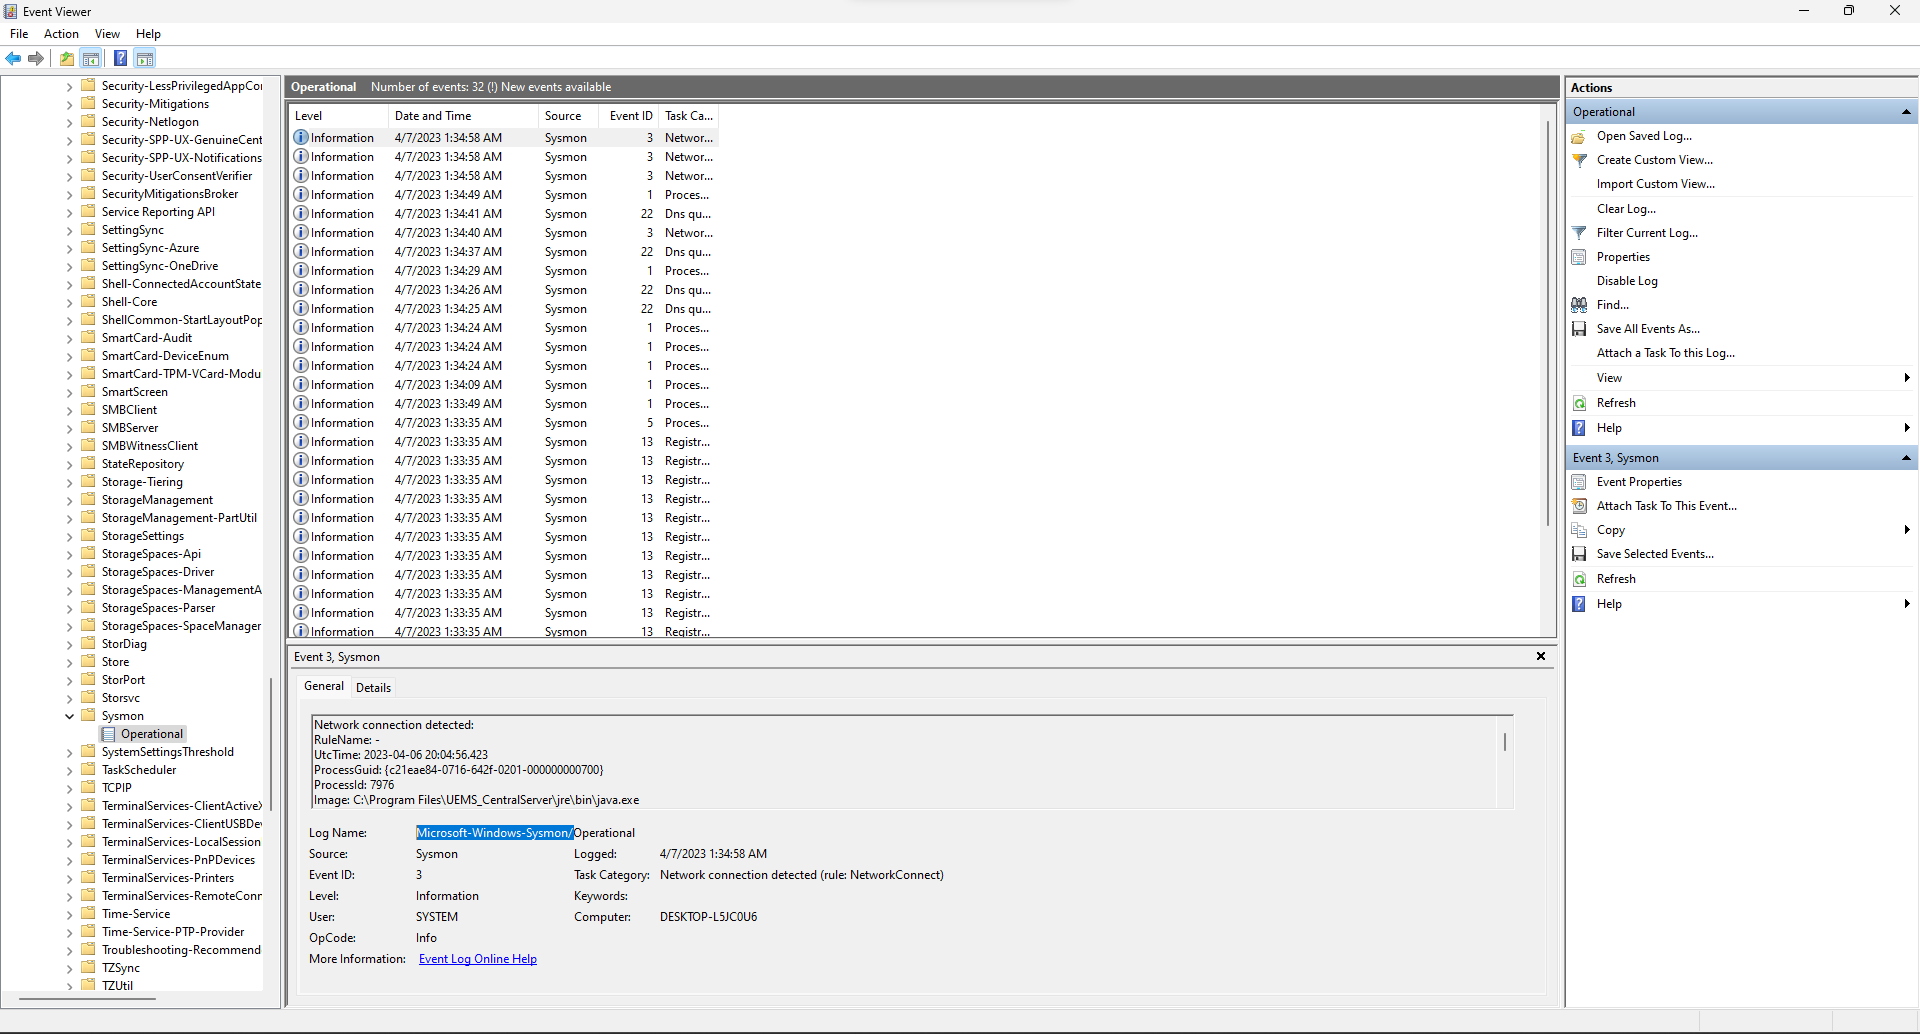 Event Viewer
File Action View Help
Security-LessPrivilegedAppCo
Security-Mitigations
Security-Netlogon
Security-SPP-UX-GenuineCent
Security-SPP-UX-Notifications
Security-UserConsentVerifier
SecurityMitigationsBroker
Service Reporting API
SettingSync
SettingSync-Azure
SettingSync-OneDrive
Shell-ConnectedAccountState
Shell-Core
ShellCommon-StartLayoutPop
SmartCard-Audit
SmartCard-DeviceEnum
SmartCard-TPM-VCard-Modu
SmartScreen
SMBClient
SMBServer
SMBWitnessClient
StateRepository
Storage-Tiering
StorageManagement
StorageManagement-PartUtil
StorageSettings
StorageSpaces-Api
StorageSpaces-Driver
StorageSpaces-ManagementA
StorageSpaces-Parser
StorageSpaces-SpaceManager
StorDiag
Store
StorPort
Storsvc
Sysmon
Operational
SystemSettingsThreshold
TaskScheduler
TCPIP
TerminalServices-ClientActiveX
TerminalServices-ClientUSBDev
TerminalServices-LocalSession
TerminalServices-PnPDevices
TerminalServices-Printers
TerminalServices-RemoteConn
Time-Service
Time-Service-PTP-Provider
Troubleshooting-Recommend
TZSync
TZUtil
Operational Number of events: 32 (!) New events available
Level Date and Time Source Event ID Task Ca...
Information 4/7/2023 1:34:58 AM Sysmon 3 Networ...
Information 4/7/2023 1:34:58 AM Sysmon 3 Networ...
Information 4/7/2023 1:34:58 AM Sysmon 3 Networ...
Information 4/7/2023 1:34:49 AM Sysmon 1 Proces...
Information 4/7/2023 1:34:41 AM Sysmon 22 Dns qu...
Information 4/7/2023 1:34:40 AM Sysmon 3 Networ...
Information 4/7/2023 1:34:37 AM Sysmon 22 Dns qu...
Information 4/7/2023 1:34:29 AM Sysmon 1 Proces...
Information 4/7/2023 1:34:26 AM Sysmon 22 Dns qu...
Information 4/7/2023 1:34:25 AM Sysmon 22 Dns qu...
Information 4/7/2023 1:34:24 AM Sysmon 1 Proces...
Information 4/7/2023 1:34:24 AM Sysmon 1 Proces...
Information 4/7/2023 1:34:24 AM Sysmon 1 Proces...
Information 4/7/2023 1:34:09 AM Sysmon 1 Proces...
Information 4/7/2023 1:33:49 AM Sysmon 1 Proces...
Information 4/7/2023 1:33:35 AM Sysmon 5 Proces...
Information 4/7/2023 1:33:35 AM Sysmon 13 Registr...
Information 4/7/2023 1:33:35 AM Sysmon 13 Registr...
Information 4/7/2023 1:33:35 AM Sysmon 13 Registr...
Information 4/7/2023 1:33:35 AM Sysmon 13 Registr...
Information 4/7/2023 1:33:35 AM Sysmon 13 Registr...
Information 4/7/2023 1:33:35 AM Sysmon 13 Registr...
Information 4/7/2023 1:33:35 AM Sysmon 13 Registr...
Information 4/7/2023 1:33:35 AM Sysmon 13 Registr...
Information 4/7/2023 1:33:35 AM Sysmon 13 Registr...
Information 4/7/2023 1:33:35 AM Sysmon 13 Registr...
Information 4/7/2023 1:33:35 AM Sysmon 13 Registr...
Event 3, Sysmon
General Details
Network connection detected:
RuleName: -
UtcTime: 2023-04-06 20:04:56.423
ProcessGuid: {c21eae84-0716-642f-0201-000000000700}
ProcessId: 7976
Image: C:\Program Files\UEMS_CentralServer\jre\bin\java.exe
Log Name: Microsoft-Windows-Sysmon/Operational
Source: Sysmon Logged: 4/7/2023 1:34:58 AM
Event ID: 3 Task Category: Network connection detected (rule: NetworkConnect)
Level: Information Keywords:
User: SYSTEM Computer: DESKTOP-L5JC0U6
OpCode: Info
More Information: Event Log Online Help
Actions
Operational
Open Saved Log...
Create Custom View...
Import Custom View...
Clear Log...
Filter Current Log...
Properties
Disable Log
Find...
Save All Events As...
Attach a Task To this Log...
View
Refresh
Help
Event 3, Sysmon
Event Properties
Attach Task To This Event...
Copy
Save Selected Events...
Refresh
Help